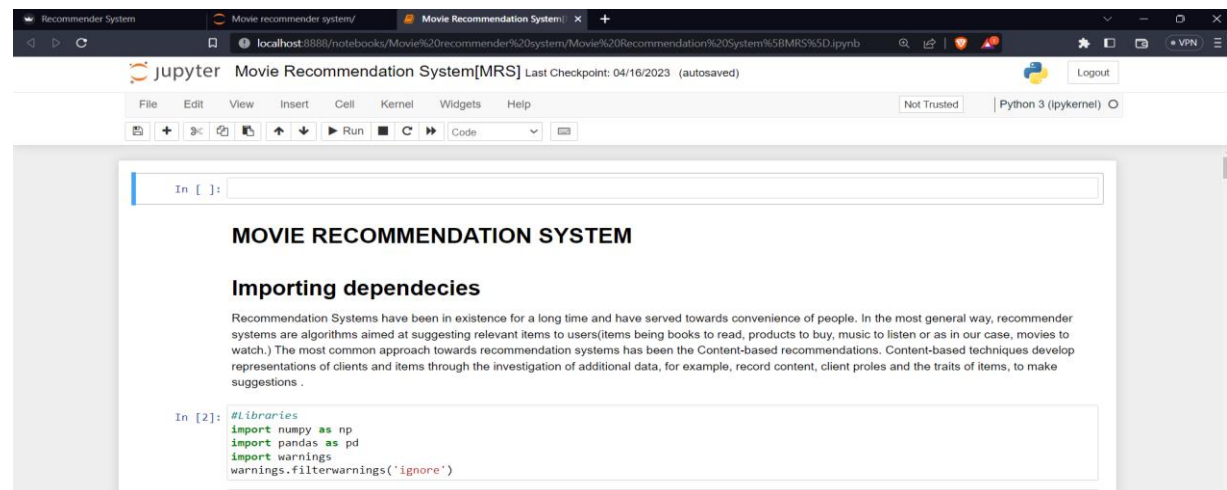 Recommender System Movie recommender system/ Movie Recommendation System[ × +
localhost:8888/notebooks/Movie%20recommender%20system/Movie%20Recommendation%20System%5BMRS%5D.ipynb VPN
jupyter Movie Recommendation System[MRS] Last Checkpoint: 04/16/2023 (autosaved) Logout
File Edit View Insert Cell Kernel Widgets Help Not Trusted Python 3 (ipykernel)
Run Code
In [ ]:
MOVIE RECOMMENDATION SYSTEM
Importing dependecies
Recommendation Systems have been in existence for a long time and have served towards convenience of people. In the most general way, recommender
systems are algorithms aimed at suggesting relevant items to users(items being books to read, products to buy, music to listen or as in our case, movies to
watch.) The most common approach towards recommendation systems has been the Content-based recommendations. Content-based techniques develop
representations of clients and items through the investigation of additional data, for example, record content, client proles and the traits of items, to make
suggestions .
In [2]: #Libraries
import numpy as np
import pandas as pd
import warnings
warnings.filterwarnings('ignore')